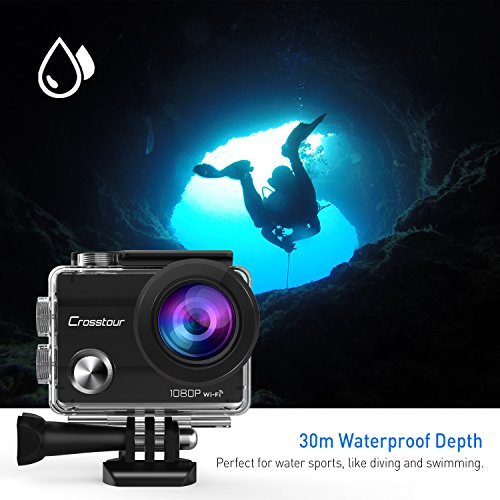 Crosstour
1080P Wi-Fi
30m Waterproof Depth
Perfect for water sports, like diving and swimming.